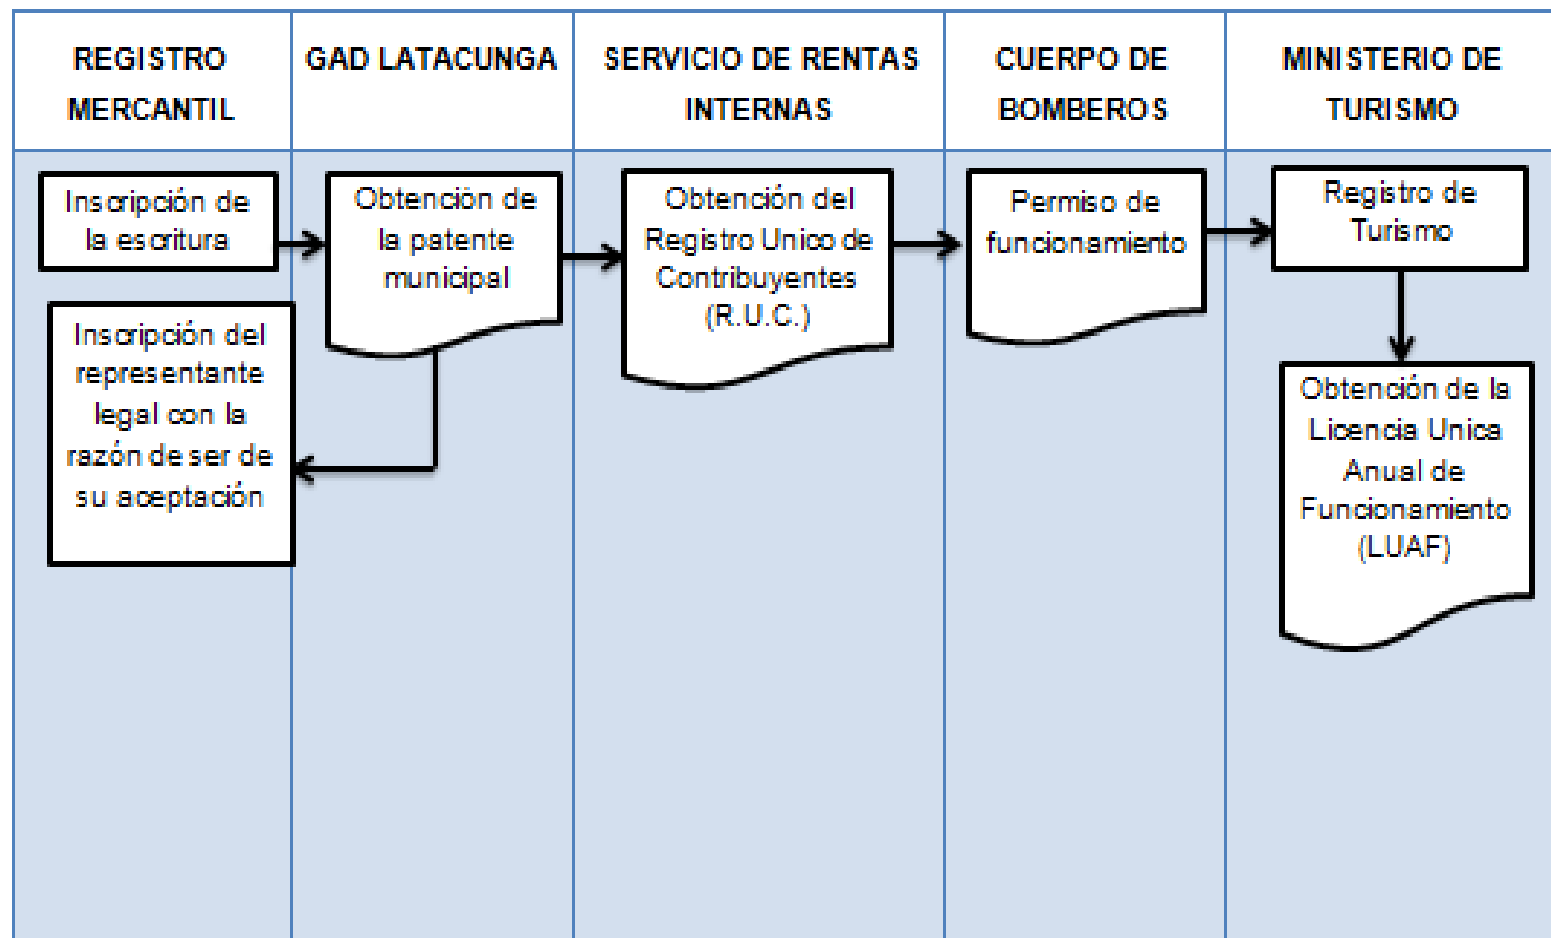 REGISTRO
MERCANTIL
GAD LATACUNGA
SERVICIO DE RENTAS
INTERNAS
CUERPO DE
BOMBEROS
MINISTERIO DE
TURISMO
Inscripción de
la escritura
Inscripción del
representante
legal con la
razón de ser de
su aceptación
Obtención de
la patente
municipal
Obtención del
Registro Unico de
Contribuyentes
(R.U.C.)
Permiso de
funcionamiento
Registro de
Turismo
Obtención de la
Licencia Unica
Anual de
Funcionamiento
(LUAF)